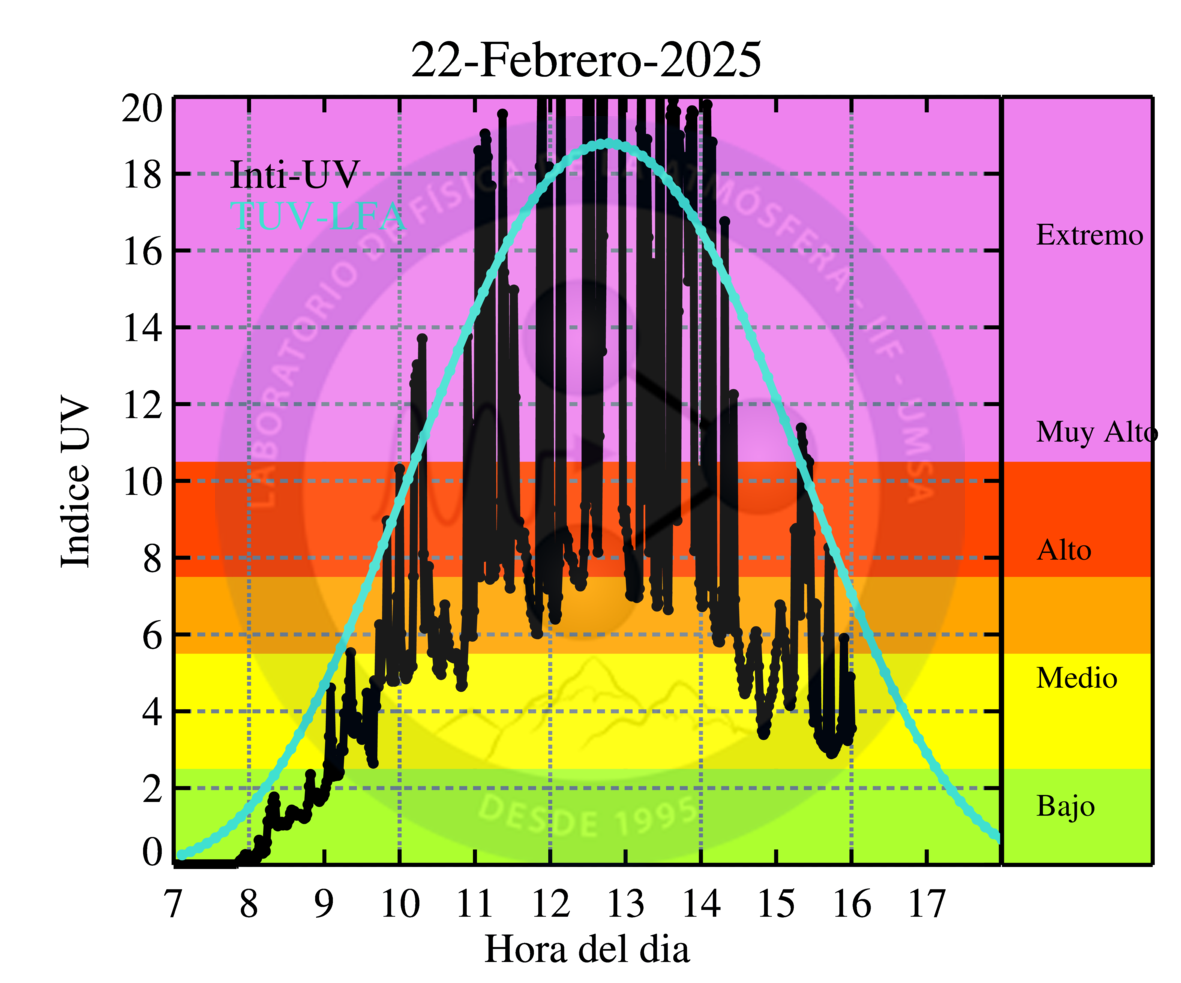 22-Febrero-2025
Indice UV
20
18
16
14
12
10
8
6
4
2
0
Inti-UV
TUV-LFA
LABORATORIO DE FÍSICA DE LA ATMÓSFERA - IIF - UMSA
DESDE 1995
Extremo
Muy Alto
Alto
Medio
Bajo
7 8 9 10 11 12 13 14 15 16 17
Hora del dia